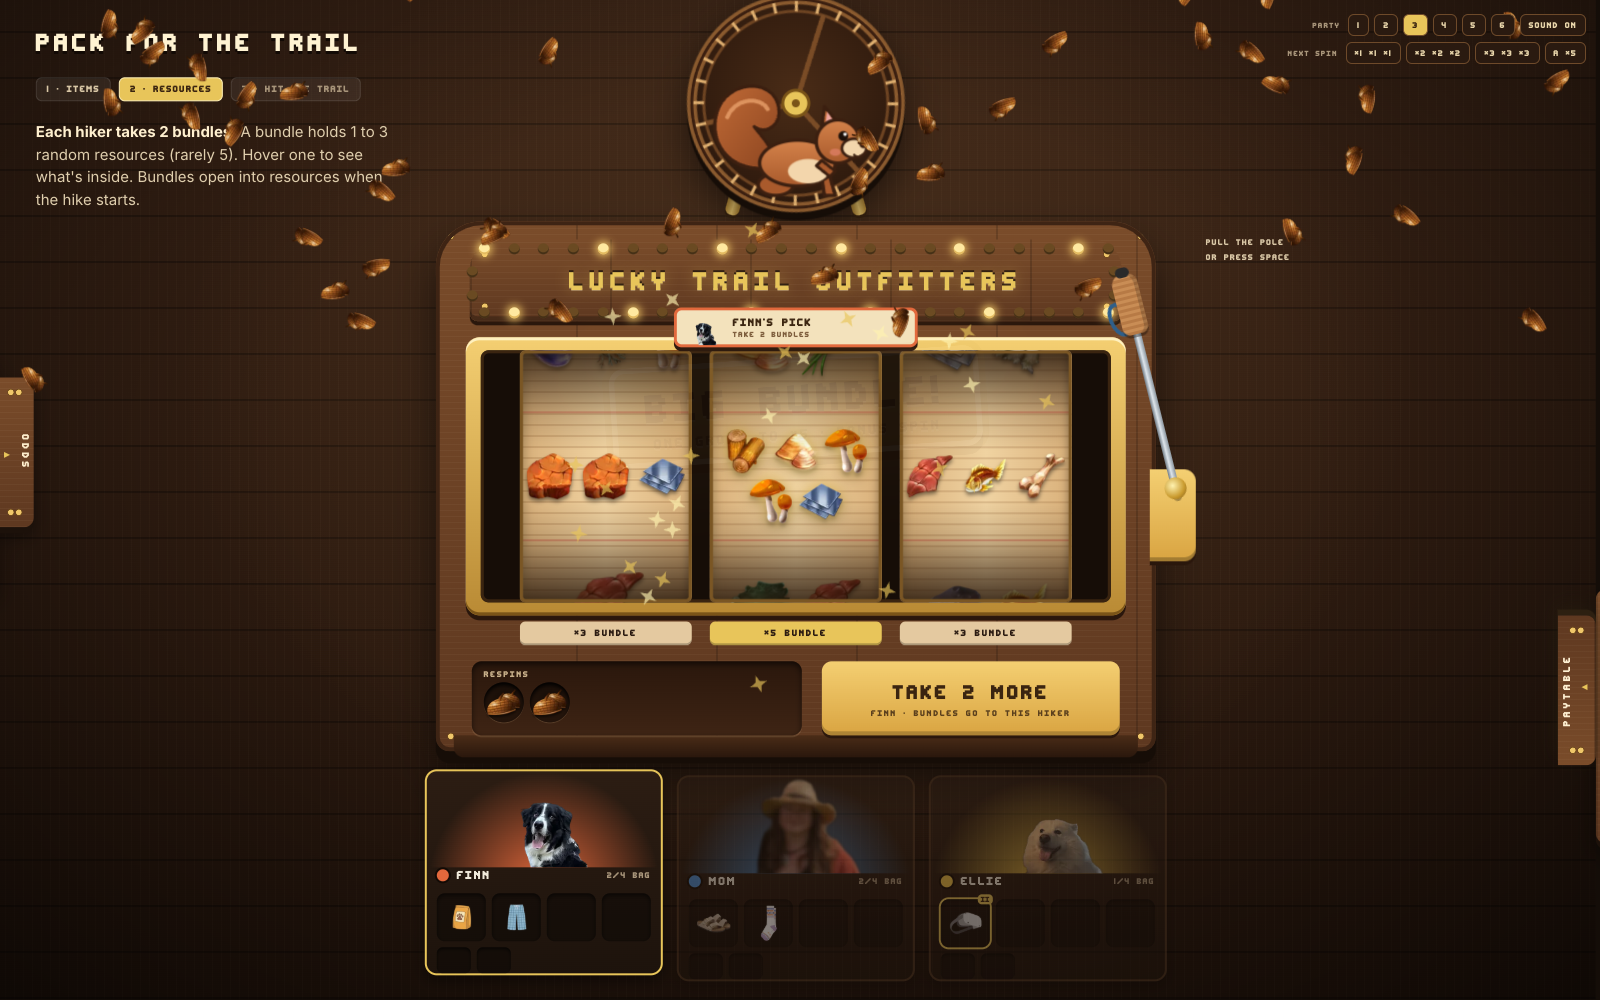 PACK FOR THE TRAIL
1 · ITEMS
2 · RESOURCES
HIT TRAIL
Each hiker takes 2 bundles. A bundle holds 1 to 3
random resources (rarely 5). Hover one to see
what's inside. Bundles open into resources when
the hike starts.
PARTY
1
2
3
4
5
6
SOUND ON
NEXT SPIN
×1 ×1 ×1
×2 ×2 ×2
×3 ×3 ×3
A ×5
PULL THE POLE
OR PRESS SPACE
LUCKY TRAIL OUTFITTERS
FINN'S PICK
TAKE 2 BUNDLES
BIG BUNDLE!
×3 BUNDLE
×5 BUNDLE
×3 BUNDLE
RESPINS
TAKE 2 MORE
FINN · BUNDLES GO TO THIS HIKER
ODDS
PAYTABLE
FINN
2/4 BAG
MOM
2/4 BAG
ELLIE
1/4 BAG